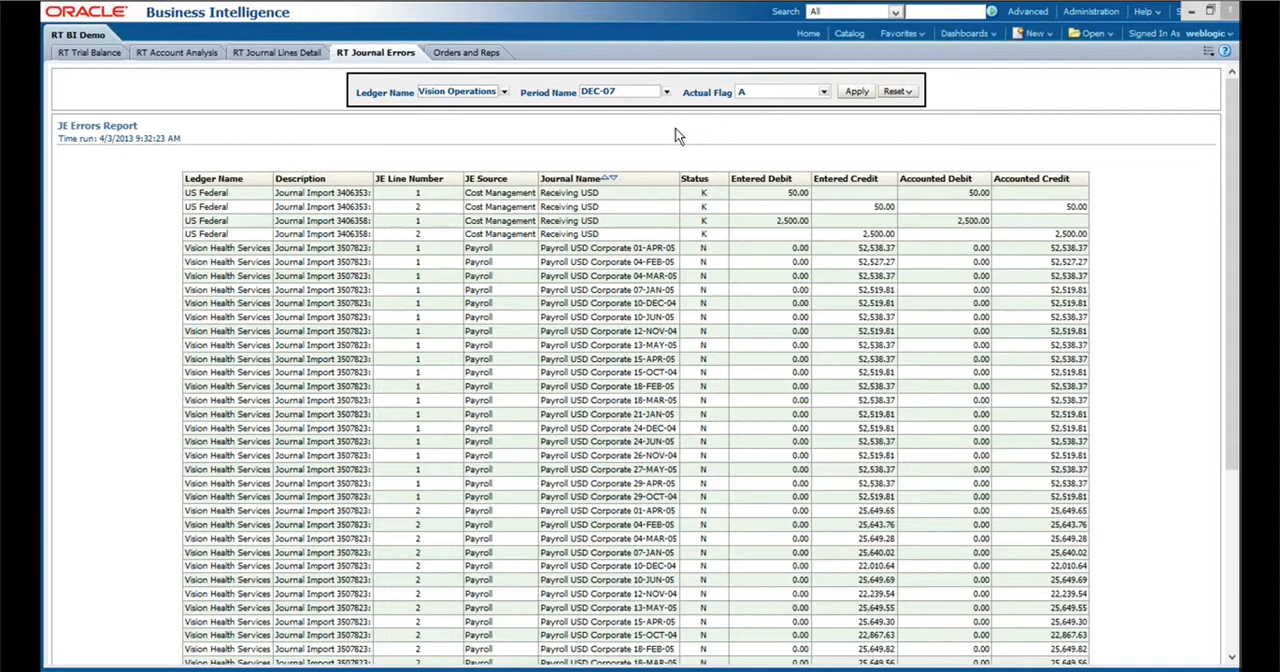 ORACLE Business Intelligence Search All Advanced Administration Help
RT BI Demo Home Catalog Favorites Dashboards New Open Signed In As weblogic
RT Trial Balance RT Account Analysis RT Journal Lines Detail RT Journal Errors Orders and Reps
Ledger Name Vision Operations Period Name DEC-07 Actual Flag A Apply Reset
JE Errors Report
Time run: 4/3/2013 9:32:23 AM
Ledger Name Description JE Line Number JE Source Journal Name Status Entered Debit Entered Credit Accounted Debit Accounted Credit
US Federal Journal Import 3406353: 1 Cost Management Receiving USD K 50.00 50.00
US Federal Journal Import 3406353: 2 Cost Management Receiving USD K 50.00 50.00
US Federal Journal Import 3406358: 1 Cost Management Receiving USD K 2,500.00 2,500.00
US Federal Journal Import 3406358: 2 Cost Management Receiving USD K 2,500.00 2,500.00
Vision Health Services Journal Import 3507823: 1 Payroll Payroll USD Corporate 01-APR-05 N 0.00 52,538.37 0.00 52,538.37
Vision Health Services Journal Import 3507823: 1 Payroll Payroll USD Corporate 04-FEB-05 N 0.00 52,527.27 0.00 52,527.27
Vision Health Services Journal Import 3507823: 1 Payroll Payroll USD Corporate 04-MAR-05 N 0.00 52,538.37 0.00 52,538.37
Vision Health Services Journal Import 3507823: 1 Payroll Payroll USD Corporate 07-JAN-05 N 0.00 52,519.81 0.00 52,519.81
Vision Health Services Journal Import 3507823: 1 Payroll Payroll USD Corporate 10-DEC-04 N 0.00 52,519.81 0.00 52,519.81
Vision Health Services Journal Import 3507823: 1 Payroll Payroll USD Corporate 10-JUN-05 N 0.00 52,538.37 0.00 52,538.37
Vision Health Services Journal Import 3507823: 1 Payroll Payroll USD Corporate 12-NOV-04 N 0.00 52,519.81 0.00 52,519.81
Vision Health Services Journal Import 3507823: 1 Payroll Payroll USD Corporate 13-MAY-05 N 0.00 52,538.37 0.00 52,538.37
Vision Health Services Journal Import 3507823: 1 Payroll Payroll USD Corporate 15-APR-05 N 0.00 52,538.37 0.00 52,538.37
Vision Health Services Journal Import 3507823: 1 Payroll Payroll USD Corporate 15-OCT-04 N 0.00 52,519.81 0.00 52,519.81
Vision Health Services Journal Import 3507823: 1 Payroll Payroll USD Corporate 18-FEB-05 N 0.00 52,538.37 0.00 52,538.37
Vision Health Services Journal Import 3507823: 1 Payroll Payroll USD Corporate 18-MAR-05 N 0.00 52,538.37 0.00 52,538.37
Vision Health Services Journal Import 3507823: 1 Payroll Payroll USD Corporate 21-JAN-05 N 0.00 52,519.81 0.00 52,519.81
Vision Health Services Journal Import 3507823: 1 Payroll Payroll USD Corporate 24-DEC-04 N 0.00 52,519.81 0.00 52,519.81
Vision Health Services Journal Import 3507823: 1 Payroll Payroll USD Corporate 24-JUN-05 N 0.00 52,538.37 0.00 52,538.37
Vision Health Services Journal Import 3507823: 1 Payroll Payroll USD Corporate 26-NOV-04 N 0.00 52,519.81 0.00 52,519.81
Vision Health Services Journal Import 3507823: 1 Payroll Payroll USD Corporate 27-MAY-05 N 0.00 52,538.37 0.00 52,538.37
Vision Health Services Journal Import 3507823: 1 Payroll Payroll USD Corporate 29-APR-05 N 0.00 52,538.37 0.00 52,538.37
Vision Health Services Journal Import 3507823: 1 Payroll Payroll USD Corporate 29-OCT-04 N 0.00 52,519.81 0.00 52,519.81
Vision Health Services Journal Import 3507823: 2 Payroll Payroll USD Corporate 01-APR-05 N 0.00 25,649.65 0.00 25,649.65
Vision Health Services Journal Import 3507823: 2 Payroll Payroll USD Corporate 04-FEB-05 N 0.00 25,643.76 0.00 25,643.76
Vision Health Services Journal Import 3507823: 2 Payroll Payroll USD Corporate 04-MAR-05 N 0.00 25,649.28 0.00 25,649.28
Vision Health Services Journal Import 3507823: 2 Payroll Payroll USD Corporate 07-JAN-05 N 0.00 25,640.02 0.00 25,640.02
Vision Health Services Journal Import 3507823: 2 Payroll Payroll USD Corporate 10-DEC-04 N 0.00 22,010.64 0.00 22,010.64
Vision Health Services Journal Import 3507823: 2 Payroll Payroll USD Corporate 10-JUN-05 N 0.00 25,649.69 0.00 25,649.69
Vision Health Services Journal Import 3507823: 2 Payroll Payroll USD Corporate 12-NOV-04 N 0.00 22,239.54 0.00 22,239.54
Vision Health Services Journal Import 3507823: 2 Payroll Payroll USD Corporate 13-MAY-05 N 0.00 25,649.55 0.00 25,649.55
Vision Health Services Journal Import 3507823: 2 Payroll Payroll USD Corporate 15-APR-05 N 0.00 25,649.30 0.00 25,649.30
Vision Health Services Journal Import 3507823: 2 Payroll Payroll USD Corporate 15-OCT-04 N 0.00 22,867.63 0.00 22,867.63
Vision Health Services Journal Import 3507823: 2 Payroll Payroll USD Corporate 18-FEB-05 N 0.00 25,649.82 0.00 25,649.82
Vision Health Services Journal Import 3507823: 2 Payroll Payroll USD Corporate 18-MAR-05 N 0.00 25,649.56 0.00 25,649.56